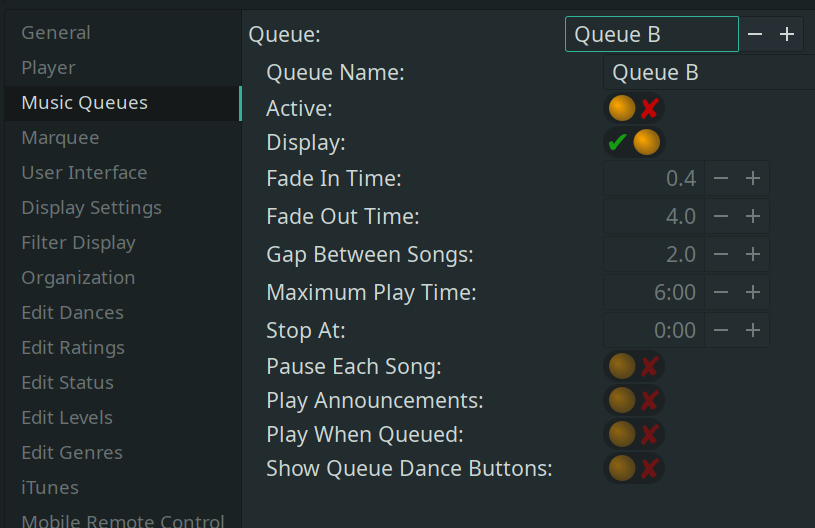 General
Player
Music Queues
Marquee
User Interface
Display Settings
Filter Display
Organization
Edit Dances
Edit Ratings
Edit Status
Edit Levels
Edit Genres
iTunes
Mobile Remote Control
Queue: Queue B − +
Queue Name: Queue B
Active: ✘
Display: ✔
Fade In Time: 0.4 − +
Fade Out Time: 4.0 − +
Gap Between Songs: 2.0 − +
Maximum Play Time: 6:00 − +
Stop At: 0:00 − +
Pause Each Song: ✘
Play Announcements: ✘
Play When Queued: ✘
Show Queue Dance Buttons: ✘